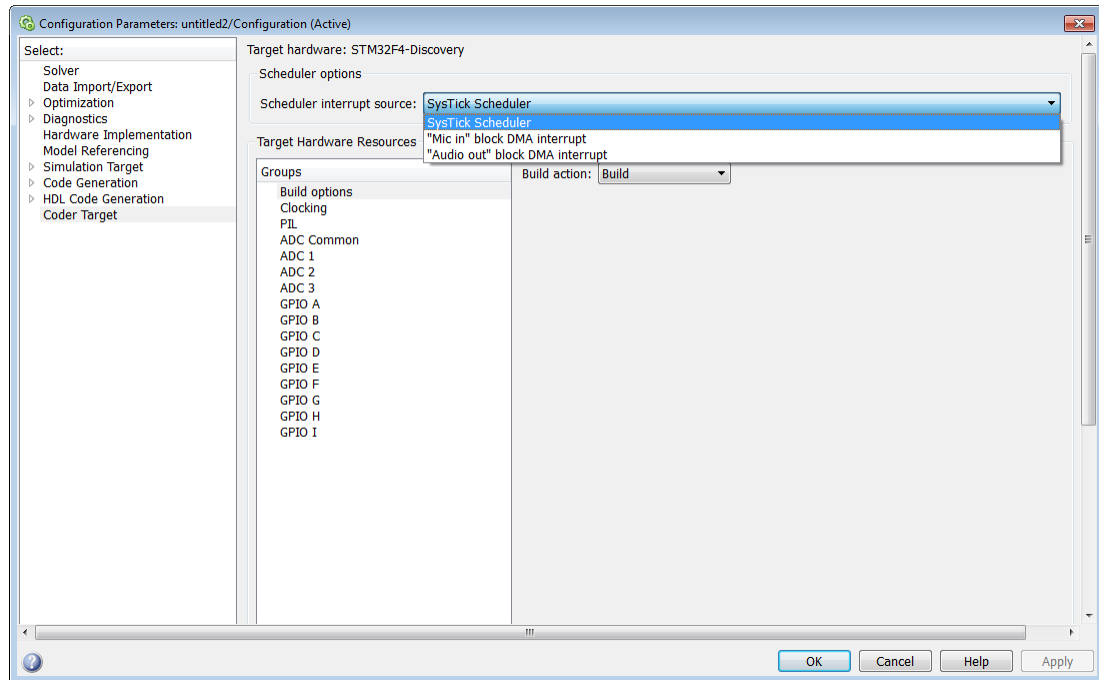 Configuration Parameters: untitled2/Configuration (Active)
Select:
Solver
Data Import/Export
Optimization
Diagnostics
Hardware Implementation
Model Referencing
Simulation Target
Code Generation
HDL Code Generation
Coder Target
Target hardware: STM32F4-Discovery
Scheduler options
Scheduler interrupt source: SysTick Scheduler
SysTick Scheduler
"Mic in" block DMA interrupt
"Audio out" block DMA interrupt
Target Hardware Resources
Groups
Build options
Clocking
PIL
ADC Common
ADC 1
ADC 2
ADC 3
GPIO A
GPIO B
GPIO C
GPIO D
GPIO E
GPIO F
GPIO G
GPIO H
GPIO I
Build action: Build
OK Cancel Help Apply